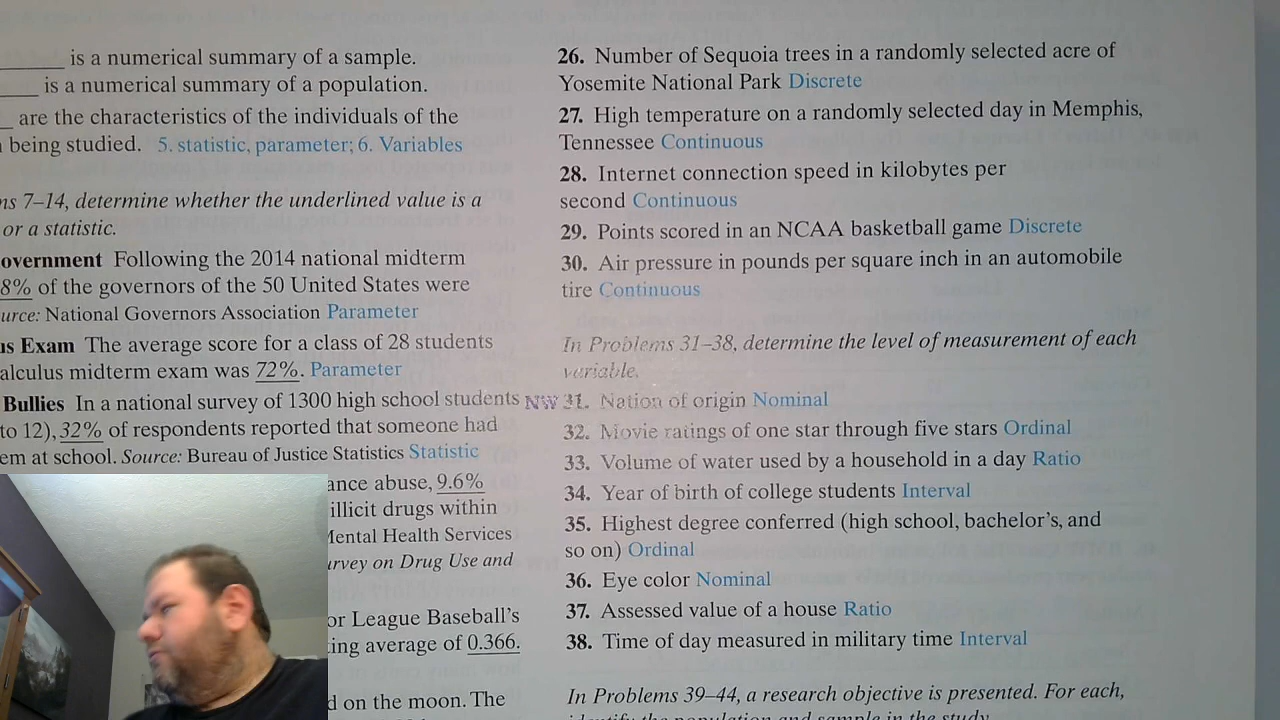 is a numerical summary of a sample.
is a numerical summary of a population.
are the characteristics of the individuals of the
being studied. 5. statistic, parameter; 6. Variables
7–14, determine whether the underlined value is a
or a statistic.
Following the 2014 national midterm
8% of the governors of the 50 United States were
National Governors Association Parameter
Exam The average score for a class of 28 students
midterm exam was 72%. Parameter
Bullies In a national survey of 1300 high school students
to 12), 32% of respondents reported that someone had
at school. Source: Bureau of Justice Statistics Statistic
abuse, 9.6%
illicit drugs within
Mental Health Services
on Drug Use and
League Baseball's
average of 0.366.
on the moon. The
26. Number of Sequoia trees in a randomly selected acre of
Yosemite National Park Discrete
27. High temperature on a randomly selected day in Memphis,
Tennessee Continuous
28. Internet connection speed in kilobytes per
second Continuous
29. Points scored in an NCAA basketball game Discrete
30. Air pressure in pounds per square inch in an automobile
tire Continuous
In Problems 31–38, determine the level of measurement of each
variable.
NW 31. Nation of origin Nominal
32. Movie ratings of one star through five stars Ordinal
33. Volume of water used by a household in a day Ratio
34. Year of birth of college students Interval
35. Highest degree conferred (high school, bachelor's, and
so on) Ordinal
36. Eye color Nominal
37. Assessed value of a house Ratio
38. Time of day measured in military time Interval
In Problems 39–44, a research objective is presented. For each,
identify the population and sample in the study.